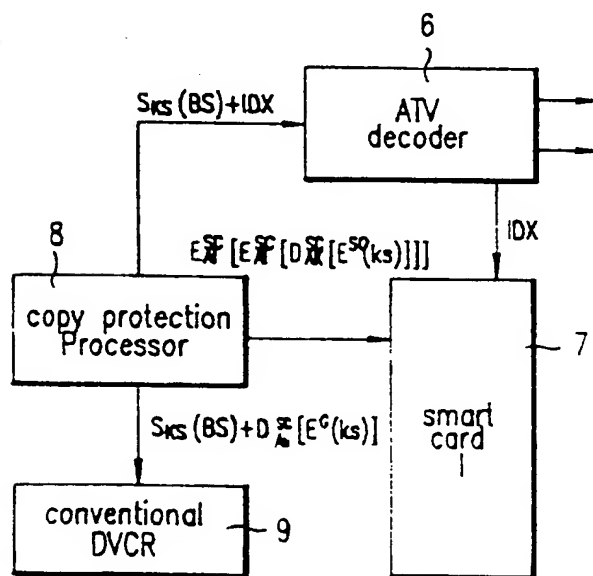 6
S_KS(BS)+IDX
ATV
decoder
IDX
8
copy protection
Processor
7
smart
card
S_KS(BS)+D [E^G(ks)]
conventional
DVCR
9